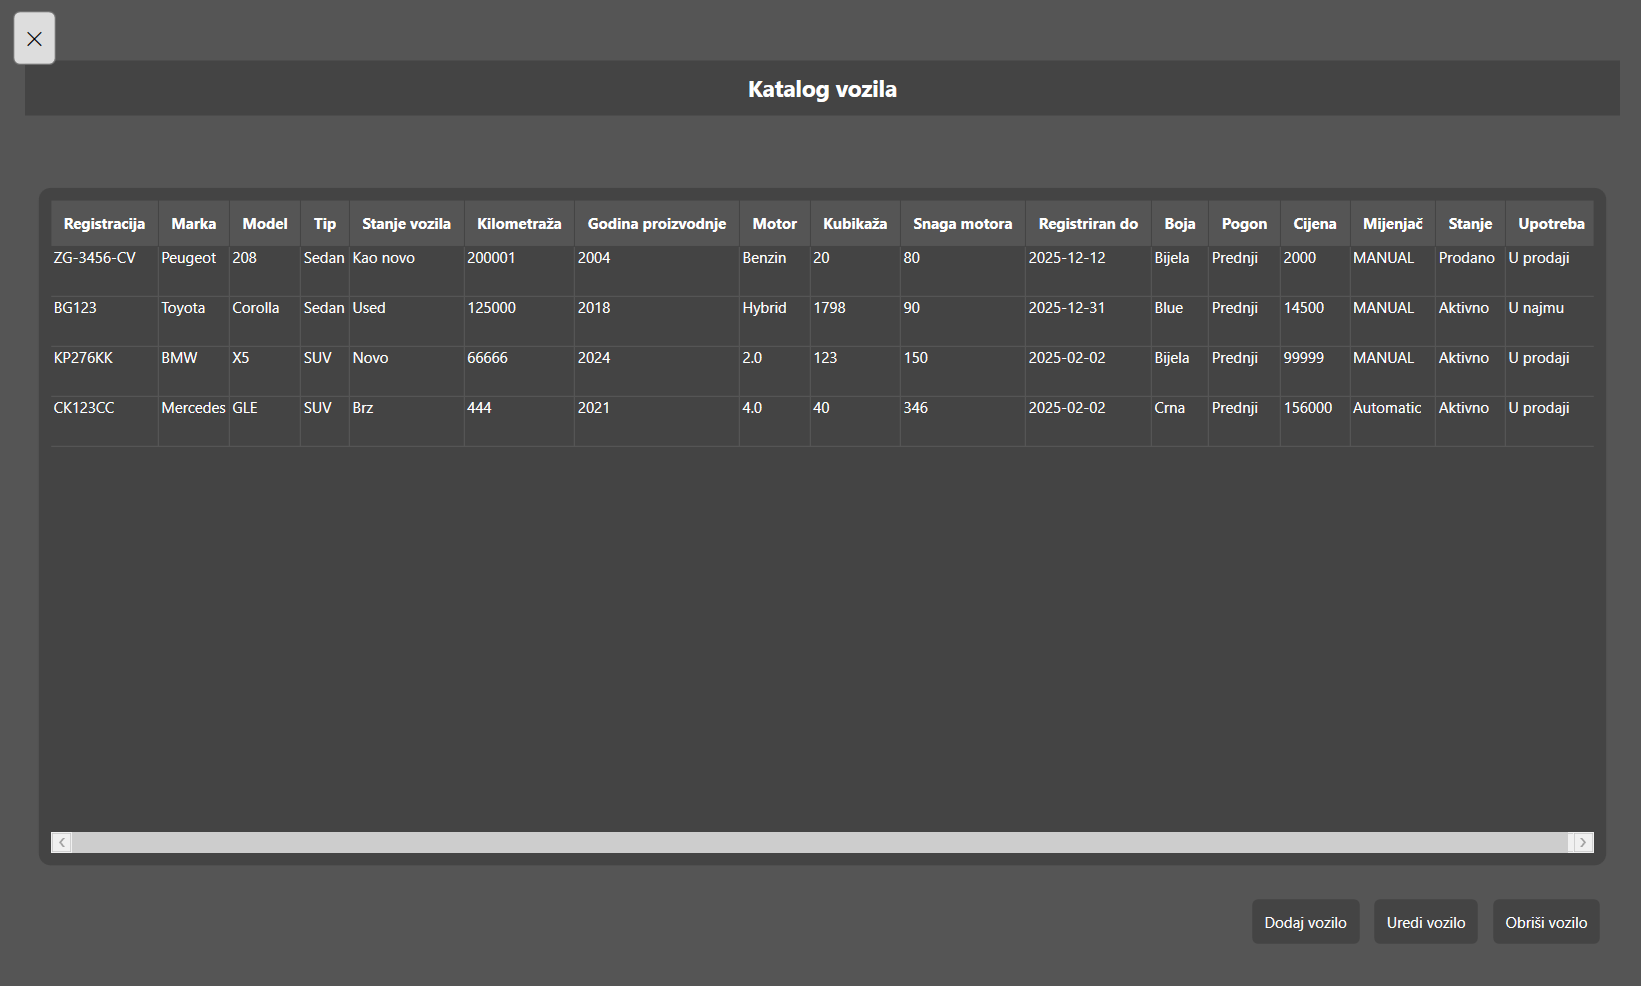 Katalog vozila
Registracija Marka Model Tip Stanje vozila Kilometraža Godina proizvodnje Motor Kubikaža Snaga motora Registriran do Boja Pogon Cijena Mijenjač Stanje Upotreba
ZG-3456-CV Peugeot 208 Sedan Kao novo 200001 2004 Benzin 20 80 2025-12-12 Bijela Prednji 2000 MANUAL Prodano U prodaji
BG123 Toyota Corolla Sedan Used 125000 2018 Hybrid 1798 90 2025-12-31 Blue Prednji 14500 MANUAL Aktivno U najmu
KP276KK BMW X5 SUV Novo 66666 2024 2.0 123 150 2025-02-02 Bijela Prednji 99999 MANUAL Aktivno U prodaji
CK123CC Mercedes GLE SUV Brz 444 2021 4.0 40 346 2025-02-02 Crna Prednji 156000 Automatic Aktivno U prodaji
Dodaj vozilo Uredi vozilo Obriši vozilo